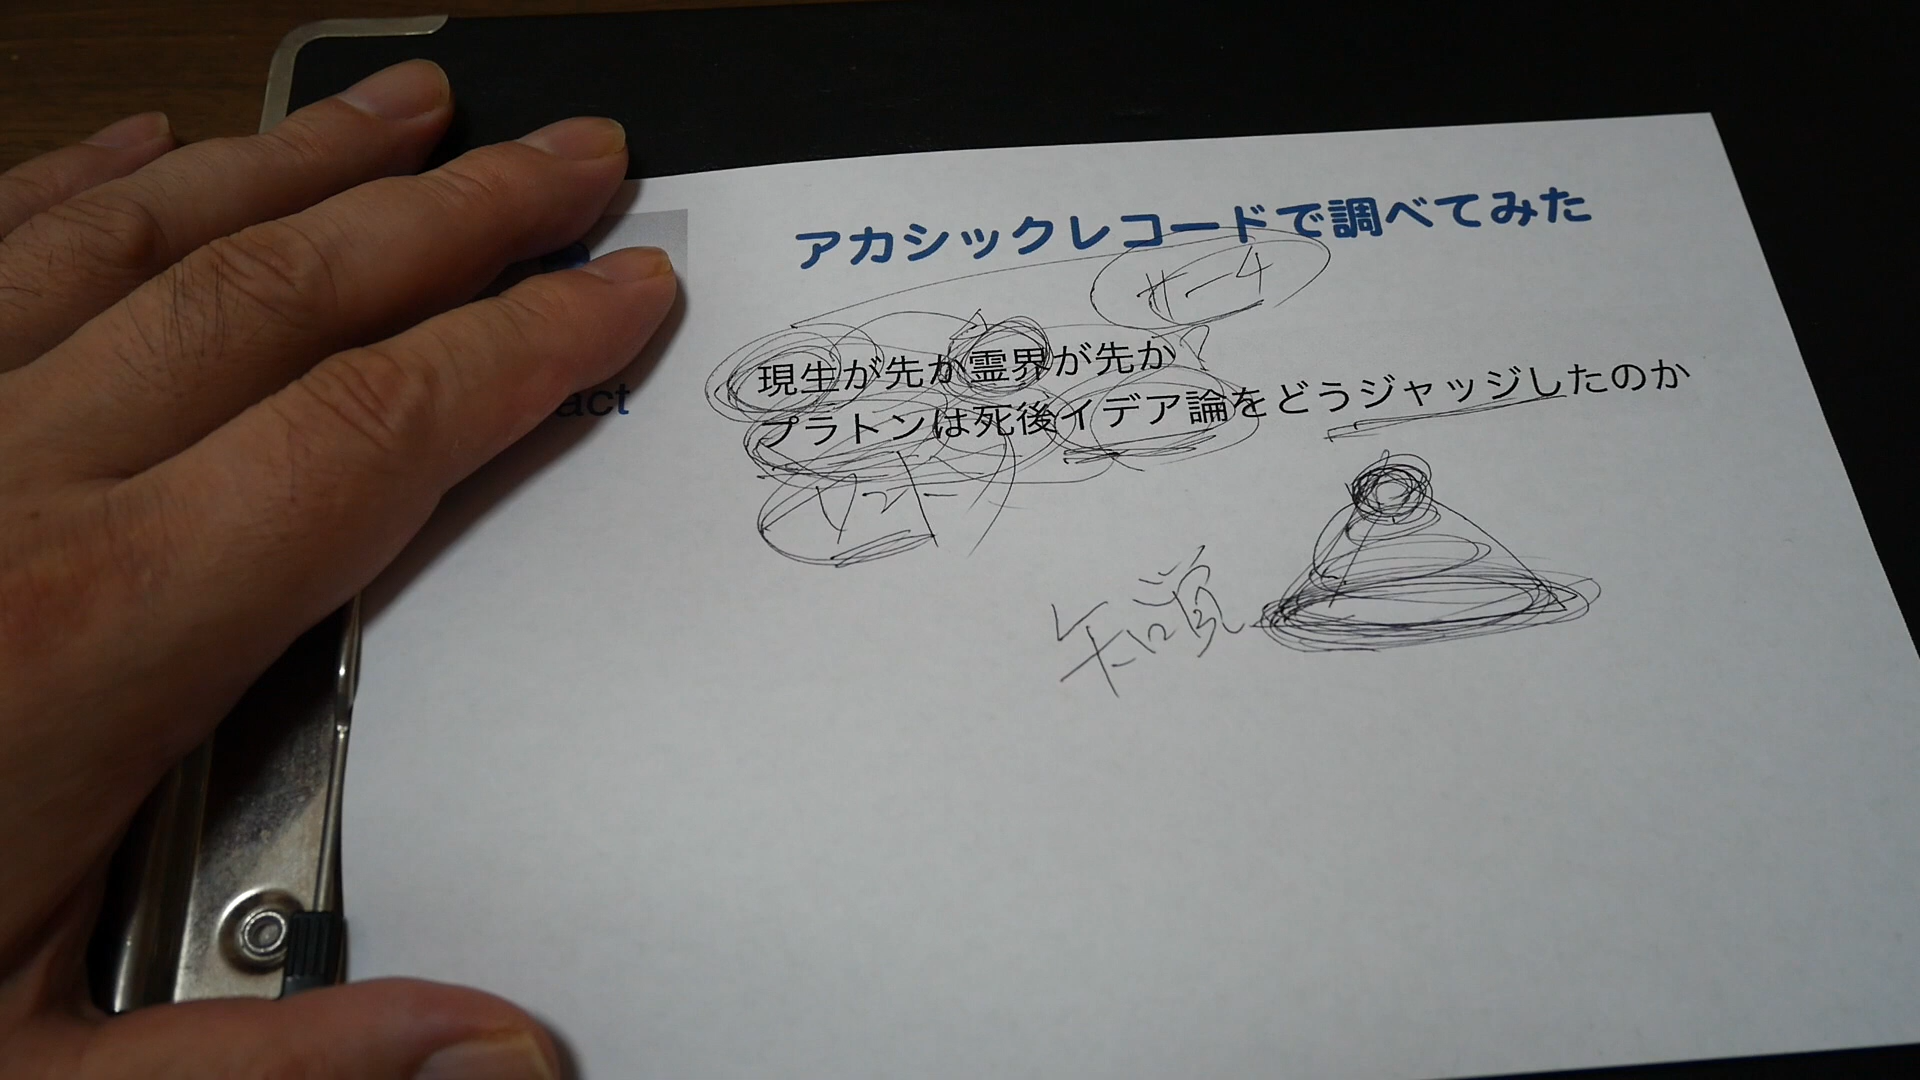 アカシックレコードで調べてみた
現生が先か霊界が先か
act
プラトンは死後イデア論をどうジャッジしたのか
知覚